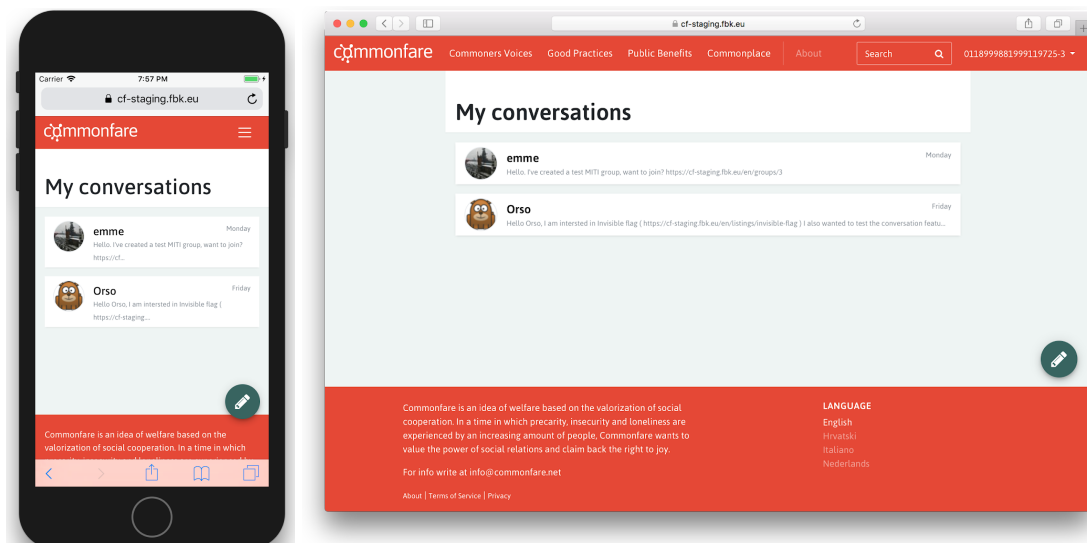 Carrier 7:57 PM
cf-staging.fbk.eu
commonfare
My conversations
emme Monday
Hello. I've created a test MITI group, want to join?
https://cf...
Orso Friday
Hello Orso, I am intersted in Invisible flag (
https://cf-staging....
Commonfare is an idea of welfare based on the
valorization of social cooperation. In a time in which
cf-staging.fbk.eu
commonfare Commoners Voices Good Practices Public Benefits Commonplace About Search 0118999881999119725-3
My conversations
emme Monday
Hello. I've created a test MITI group, want to join? https://cf-staging.fbk.eu/en/groups/3
Orso Friday
Hello Orso, I am intersted in Invisible flag ( https://cf-staging.fbk.eu/en/listings/invisible-flag ) I also wanted to test the conversation featu...
Commonfare is an idea of welfare based on the valorization of social
cooperation. In a time in which precarity, insecurity and loneliness are
experienced by an increasing amount of people, Commonfare wants to
value the power of social relations and claim back the right to joy.
For info write at info@commonfare.net
About | Terms of Service | Privacy
LANGUAGE
English
Hrvatski
Italiano
Nederlands